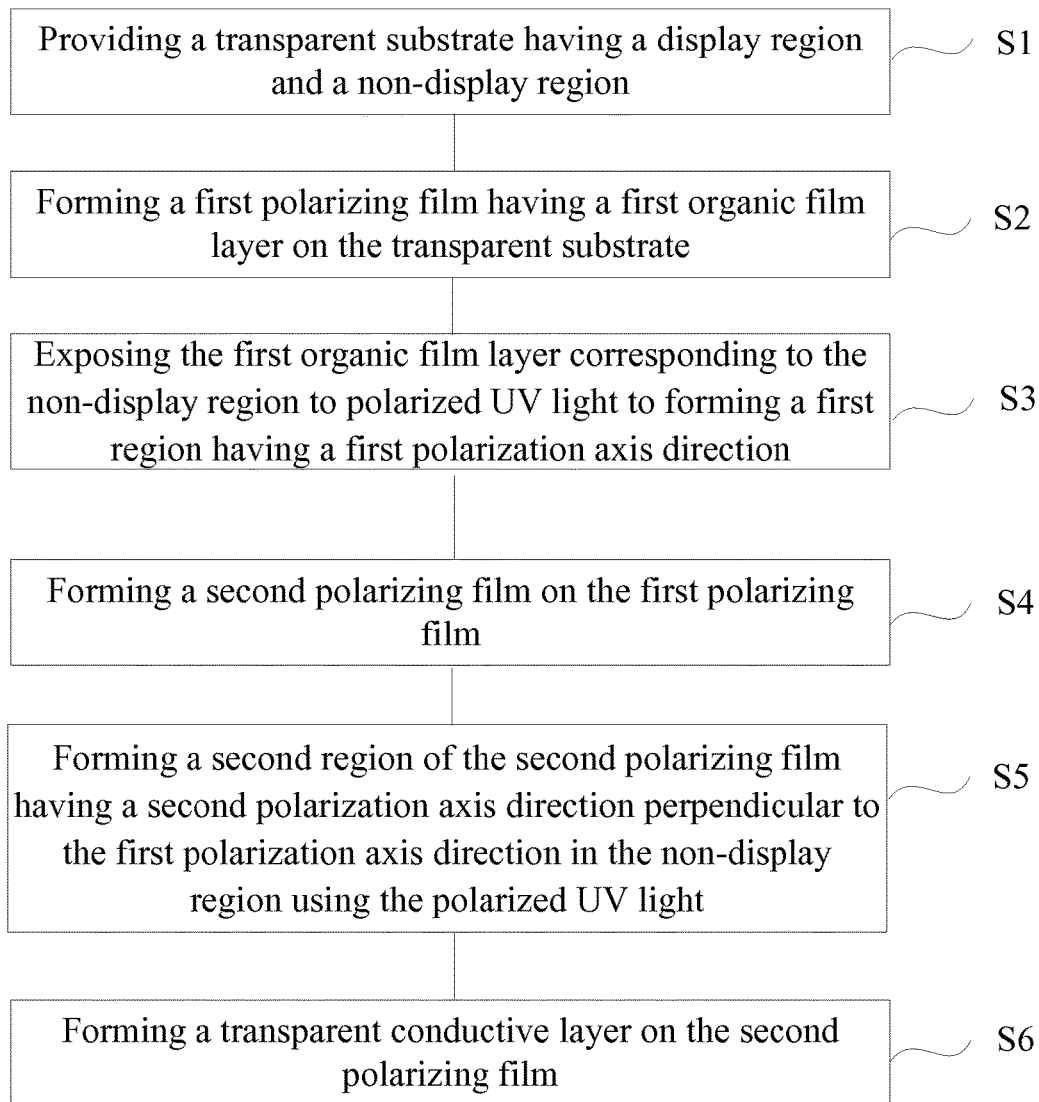 Providing a transparent substrate having a display region
and a non-display region
S1
Forming a first polarizing film having a first organic film
layer on the transparent substrate
S2
Exposing the first organic film layer corresponding to the
non-display region to polarized UV light to forming a first
region having a first polarization axis direction
S3
Forming a second polarizing film on the first polarizing
film
S4
Forming a second region of the second polarizing film
having a second polarization axis direction perpendicular to
the first polarization axis direction in the non-display
region using the polarized UV light
S5
Forming a transparent conductive layer on the second
polarizing film
S6